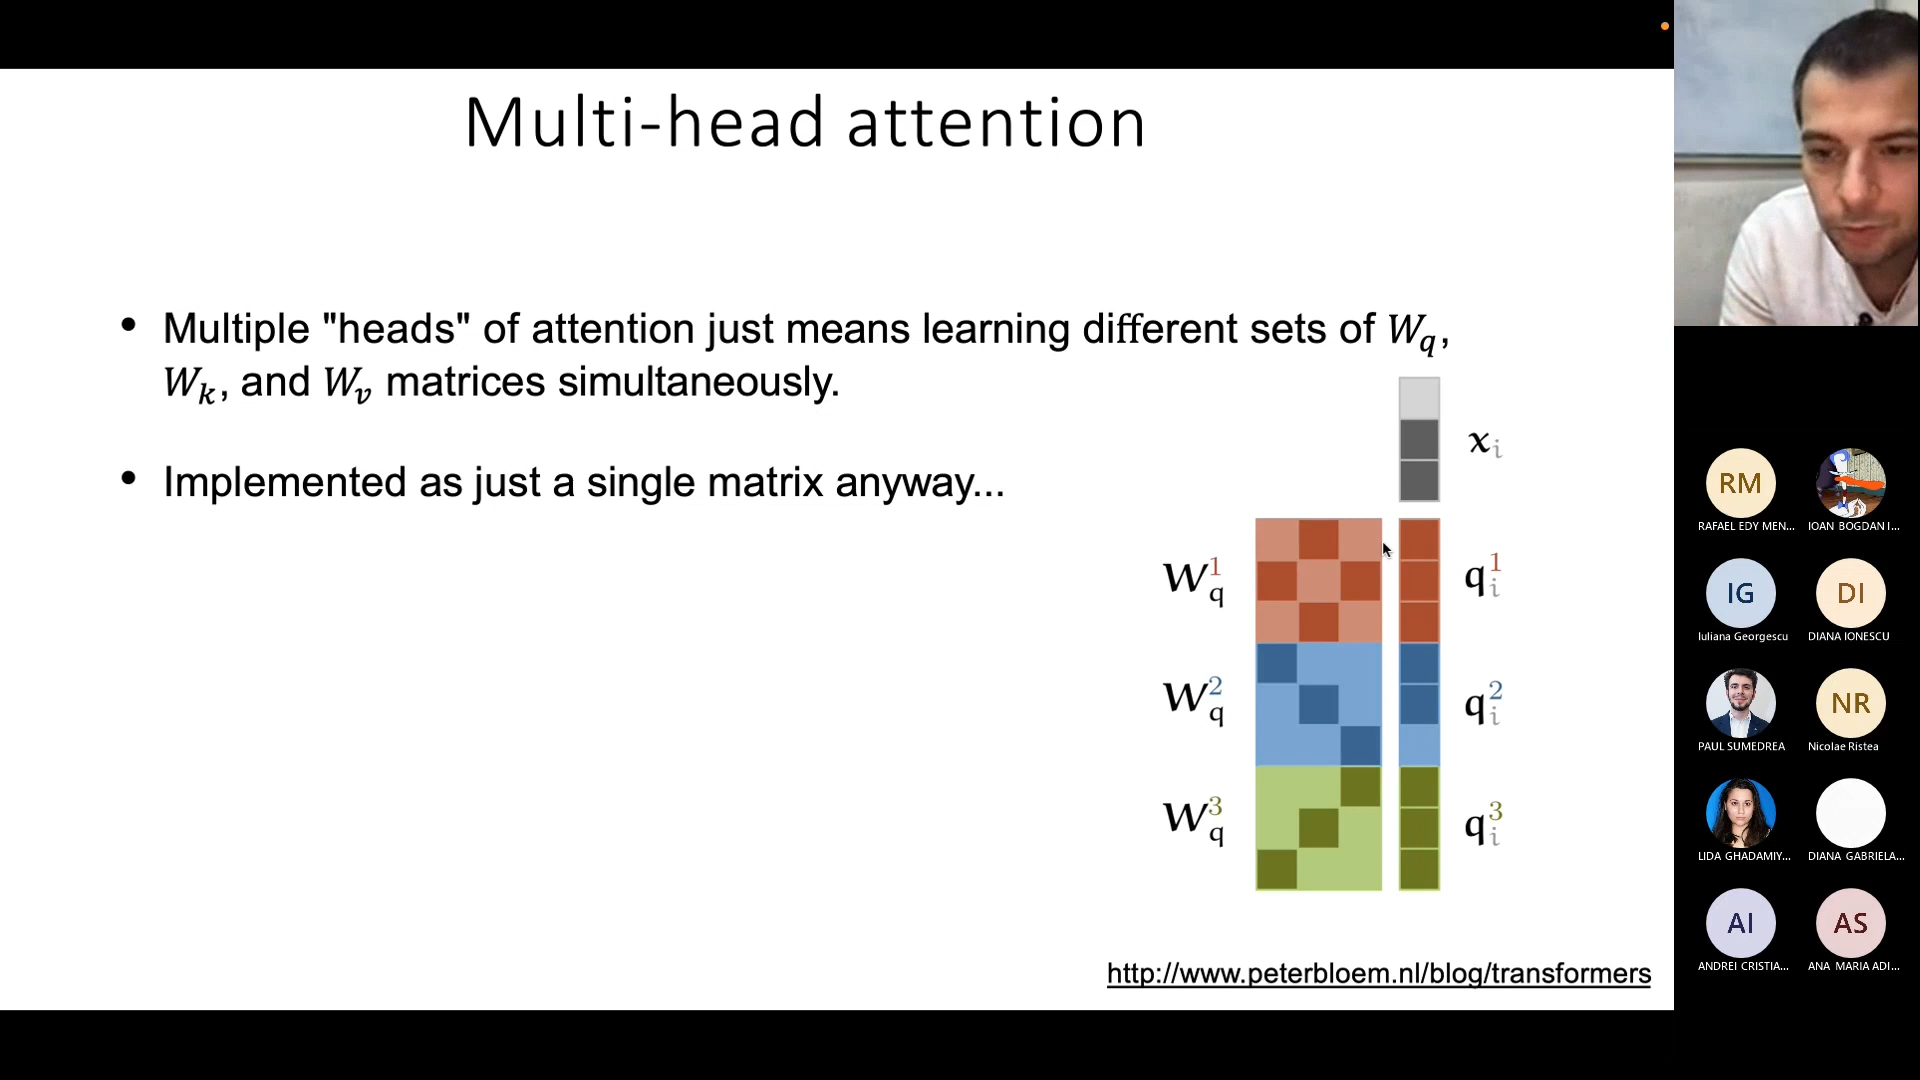 Multi-head attention
• Multiple "heads" of attention just means learning different sets of W_q,
W_k, and W_v matrices simultaneously.
• Implemented as just a single matrix anyway...
x_i
W_q^1
q_i^1
W_q^2
q_i^2
W_q^3
q_i^3
http://www.peterbloem.nl/blog/transformers
RM
RAFAEL EDY MEN...
IOAN BOGDAN I...
IG
Iuliana Georgescu
DI
DIANA IONESCU
PAUL SUMEDREA
NR
Nicolae Ristea
LIDA GHADAMIY...
DIANA GABRIELA...
AI
ANDREI CRISTIA...
AS
ANA MARIA ADI...